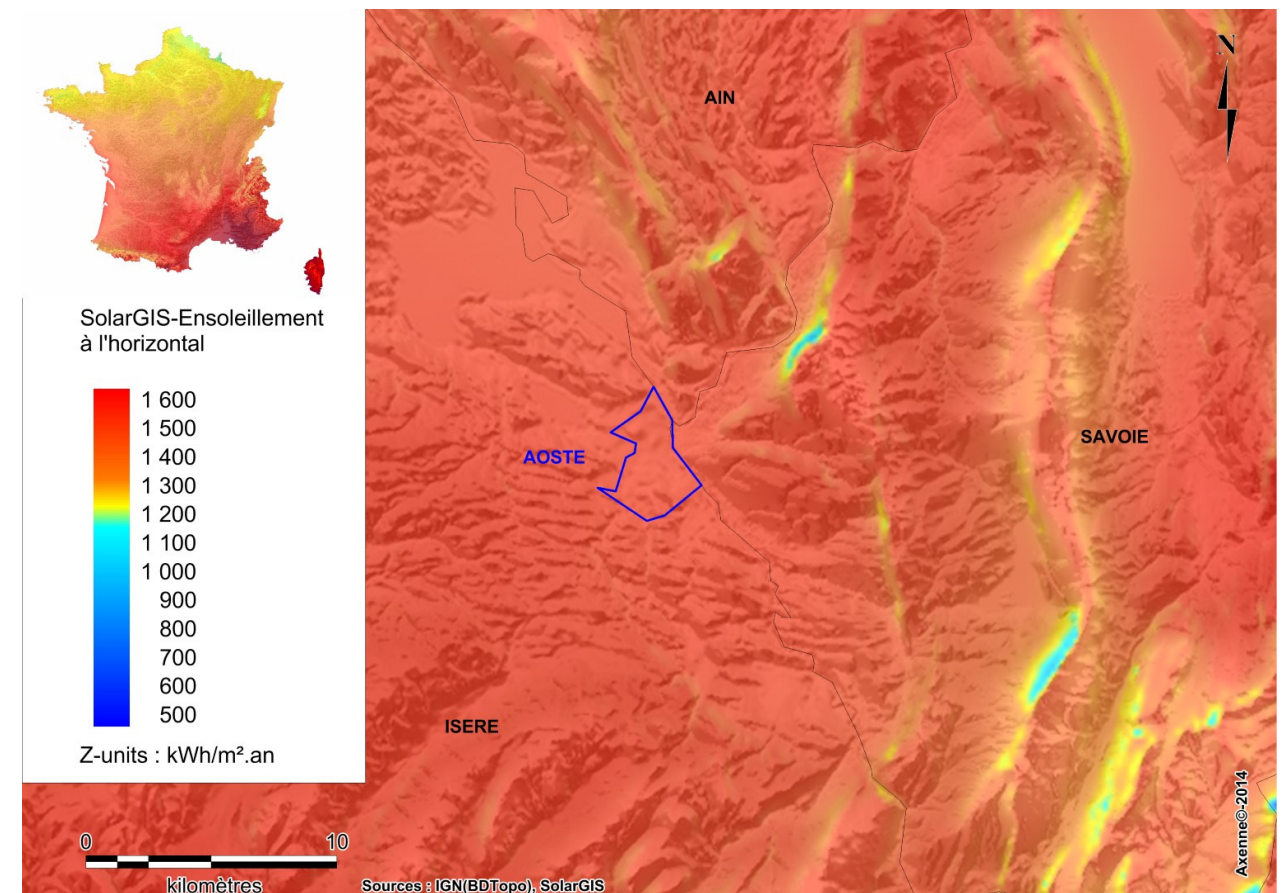 SolarGIS-Ensoleillement
à l'horizontal
1 600
1 500
1 400
1 300
1 200
1 100
1 000
900
800
700
600
500
Z-units : kWh/m².an
AIN
N
AOSTE
SAVOIE
ISERE
0 10
kilomètres
Sources : IGN(BDTopo), SolarGIS
Axenne©-2014